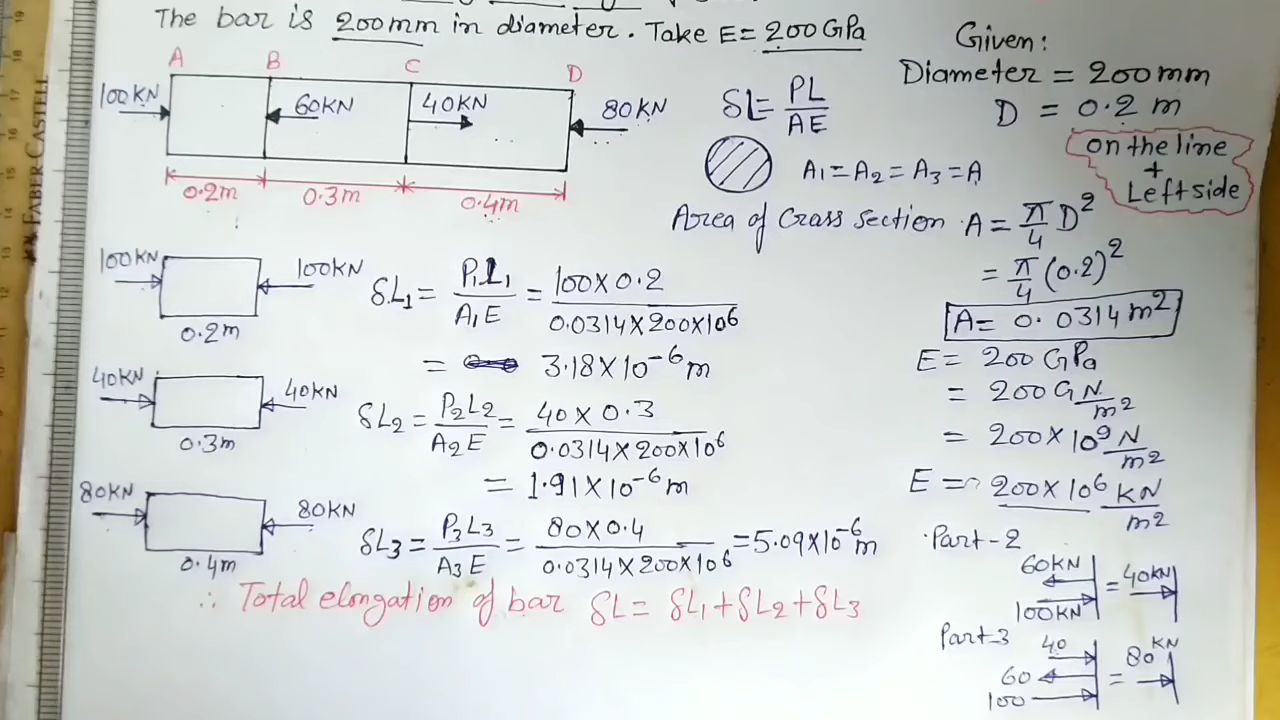 The bar is 200mm in diameter. Take E= 200 GPa
A B C D
100KN 60KN 40KN 80KN
0.2m 0.3m 0.4m
δL = PL/AE
A₁ = A₂ = A₃ = A
Given:
Diameter = 200mm
D = 0.2 m
on the line
+
Left side
Area of Crass section A = π/4 D²
= π/4 (0.2)²
A = 0.0314 m²
E = 200 GPa
= 200 G N/m²
= 200×10⁹ N/m²
E = 200×10⁶ KN/m²
100KN 100KN
0.2m
δL₁ = P₁L₁/A₁E = 100×0.2/0.0314×200×10⁶
= 3.18×10⁻⁶m
40KN 40KN
0.3m
δL₂ = P₂L₂/A₂E = 40×0.3/0.0314×200×10⁶
= 1.91×10⁻⁶m
80KN 80KN
0.4m
δL₃ = P₃L₃/A₃E = 80×0.4/0.0314×200×10⁶ = 5.09×10⁻⁶m
∴ Total elongation of bar δL = δL₁+δL₂+δL₃
Part-2
60KN
100KN
= 40KN
Part-3
40
60
100
= 80 KN
FABER CASTELL